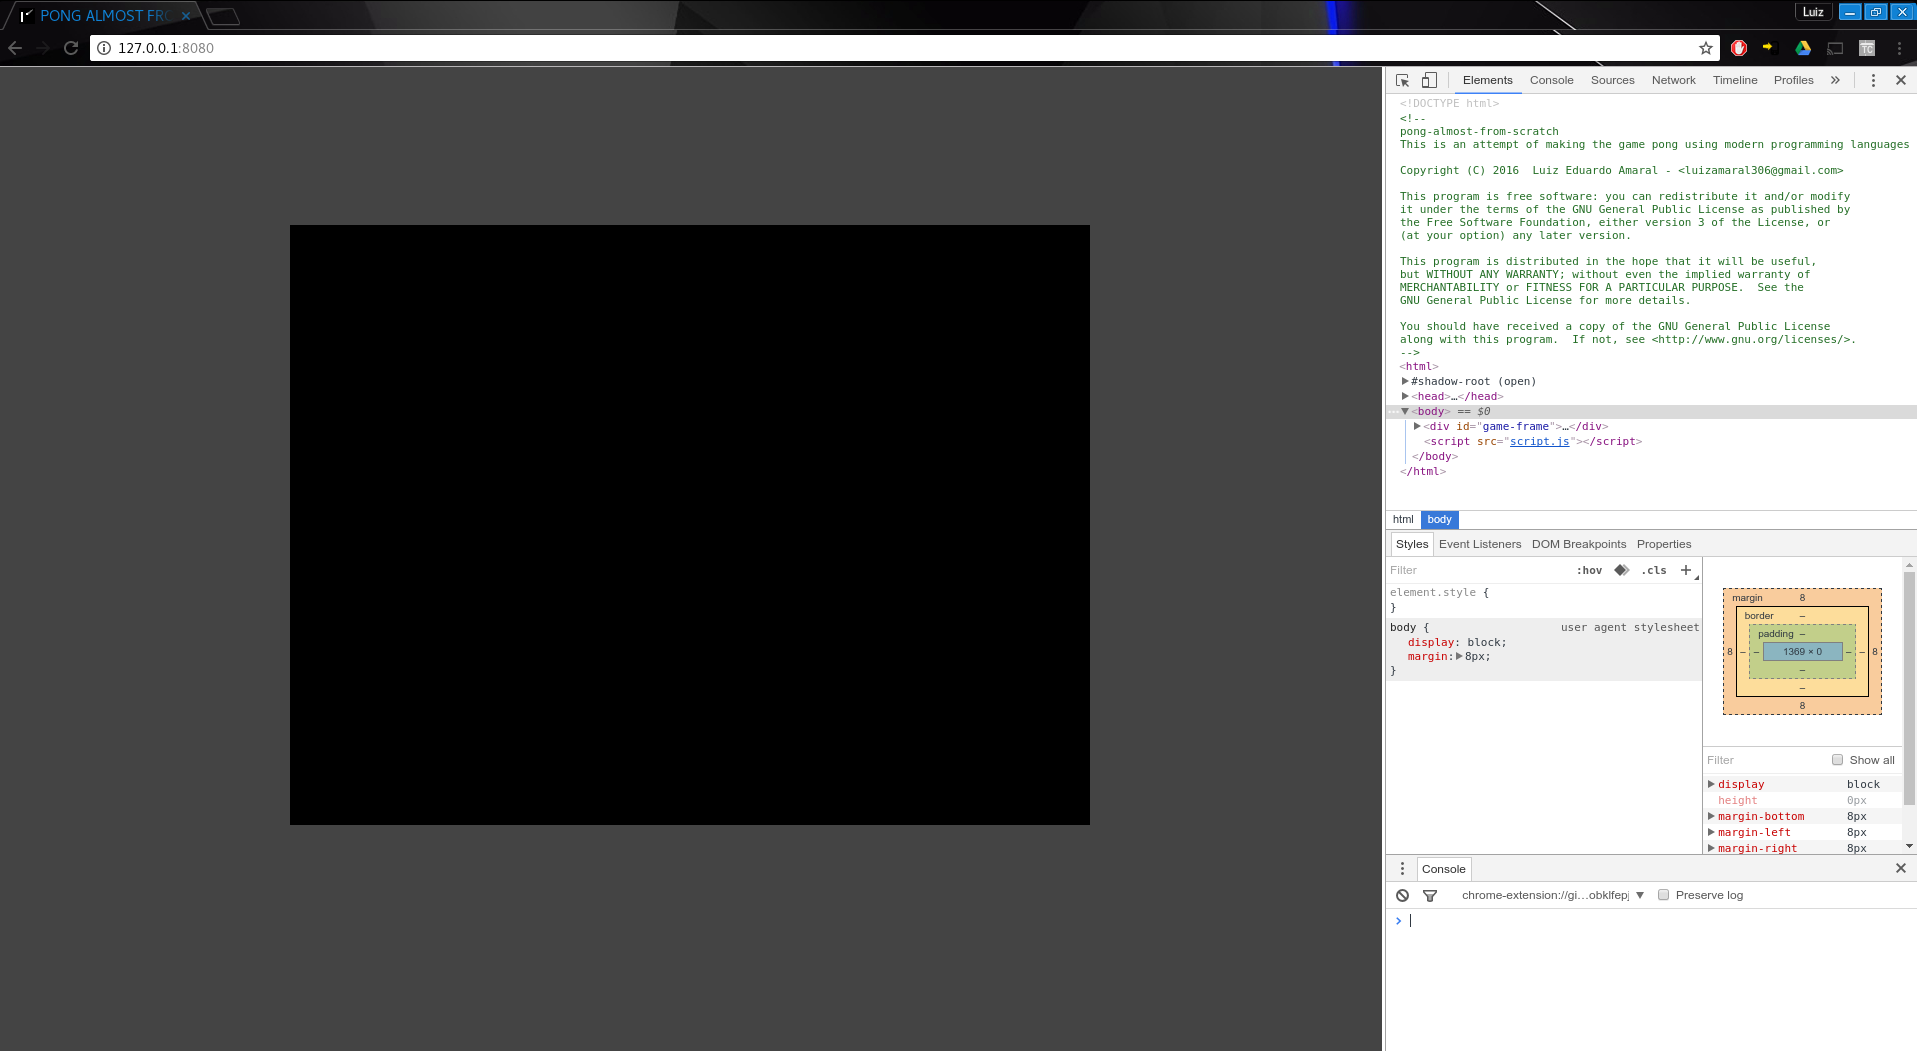 PONG ALMOST FRO
Luiz
127.0.0.1:8080
TC
Elements Console Sources Network Timeline Profiles »
<!DOCTYPE html>
<!--
pong-almost-from-scratch
This is an attempt of making the game pong using modern programming languages
Copyright (C) 2016  Luiz Eduardo Amaral - <luizamaral306@gmail.com>
This program is free software: you can redistribute it and/or modify
it under the terms of the GNU General Public License as published by
the Free Software Foundation, either version 3 of the License, or
(at your option) any later version.
This program is distributed in the hope that it will be useful,
but WITHOUT ANY WARRANTY; without even the implied warranty of
MERCHANTABILITY or FITNESS FOR A PARTICULAR PURPOSE.  See the
GNU General Public License for more details.
You should have received a copy of the GNU General Public License
along with this program.  If not, see <http://www.gnu.org/licenses/>.
-->
<html>
#shadow-root (open)
<head>…</head>
<body> == $0
<div id="game-frame">…</div>
<script src="script.js"></script>
</body>
</html>
html body
Styles Event Listeners DOM Breakpoints Properties
Filter :hov .cls +
element.style {
}
body { user agent stylesheet
display: block;
margin: 8px;
}
margin 8
border –
padding –
8 – – 1369 × 0 – – 8
–
–
8
Filter Show all
display block
height 0px
margin-bottom 8px
margin-left 8px
margin-right 8px
Console
chrome-extension://gi…obklfep Preserve log